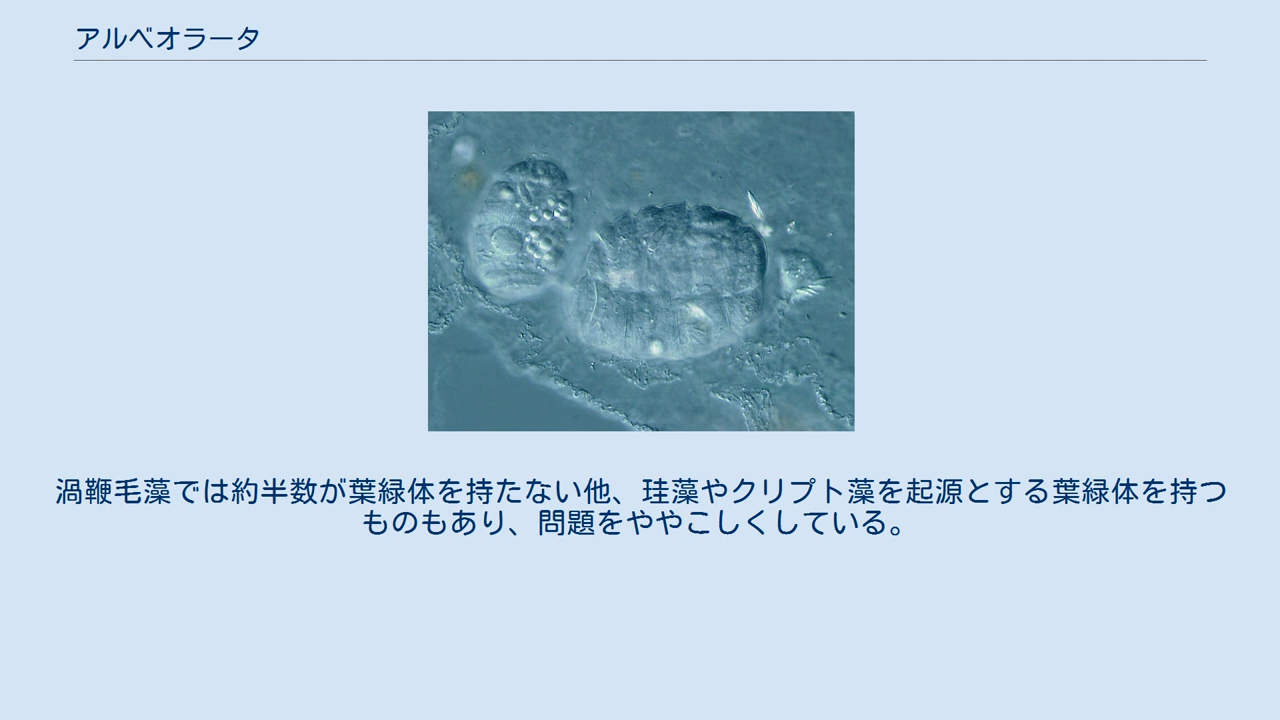 アルベオラータ
渦鞭毛藻では約半数が葉緑体を持たない他、珪藻やクリプト藻を起源とする葉緑体を持つ
ものもあり、問題をややこしくしている。